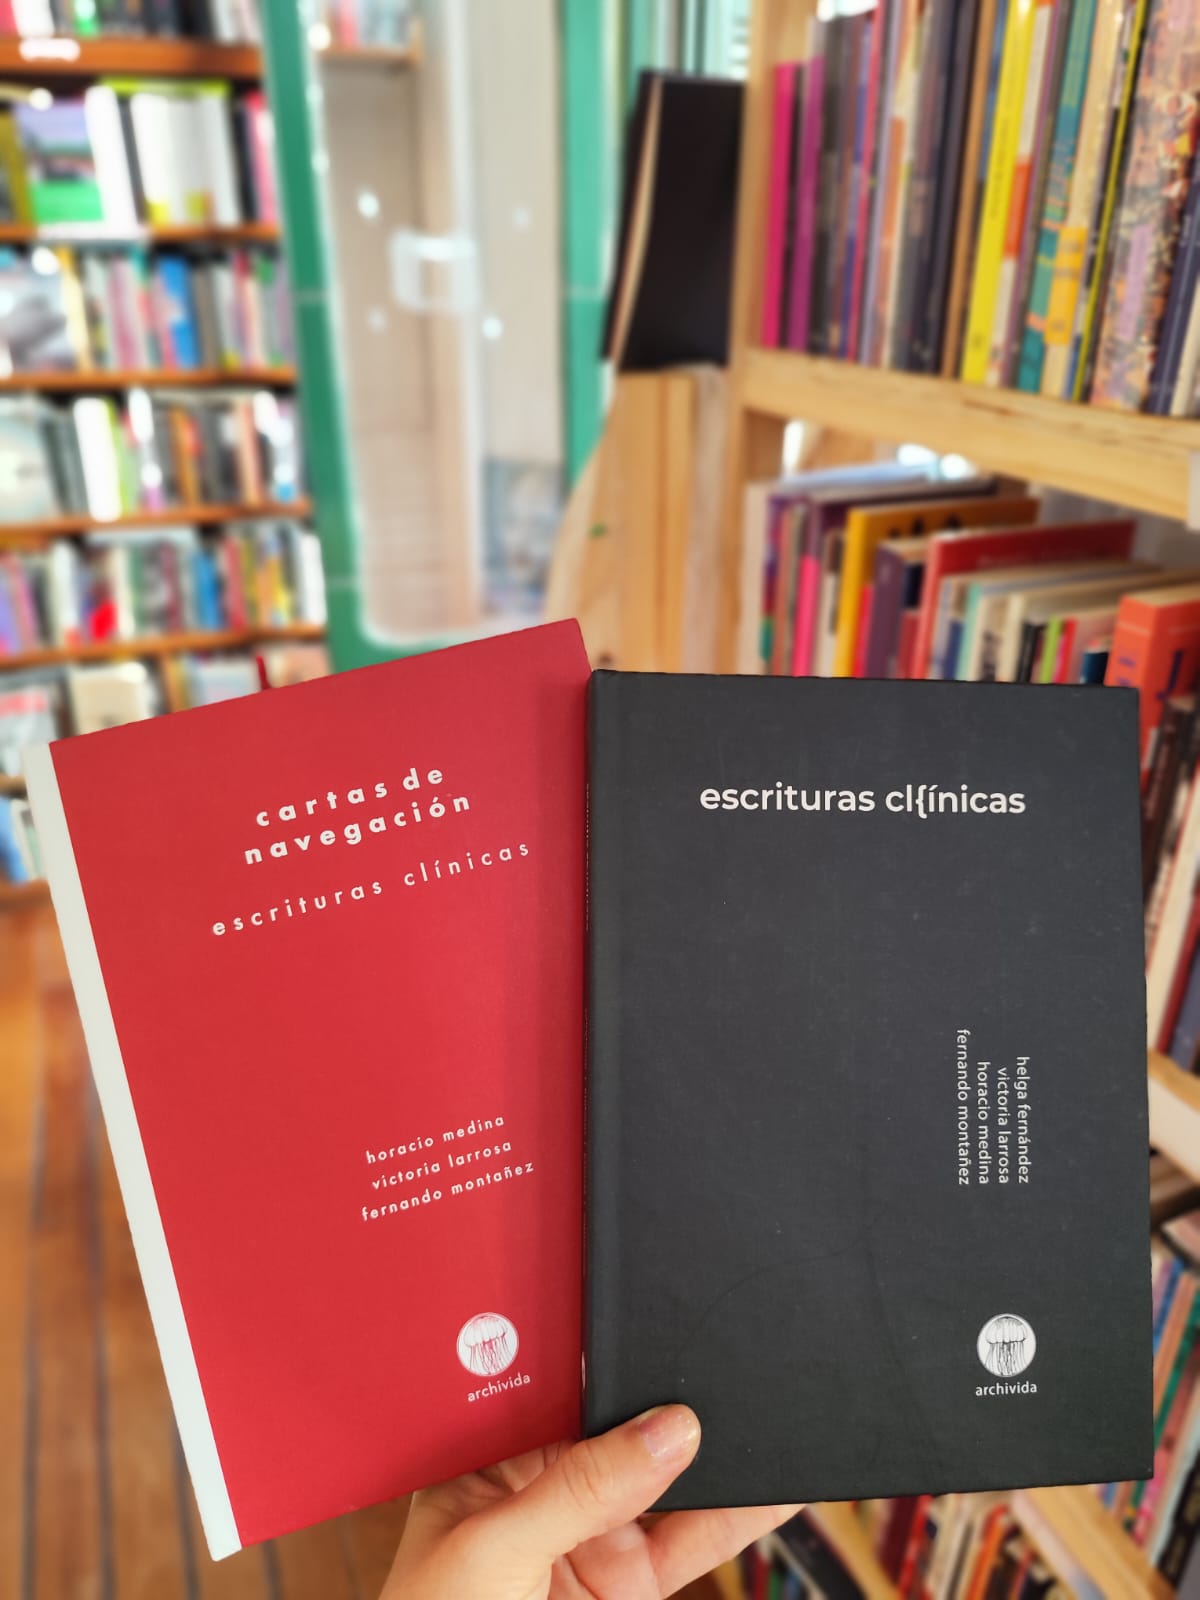 cartas de
navegación
escrituras clínicas
horacio medina
victoria larrosa
fernando montañez
archivida
escrituras cl{ínicas
helga fernández
victoria larrosa
horacio medina
fernando montañez
archivida